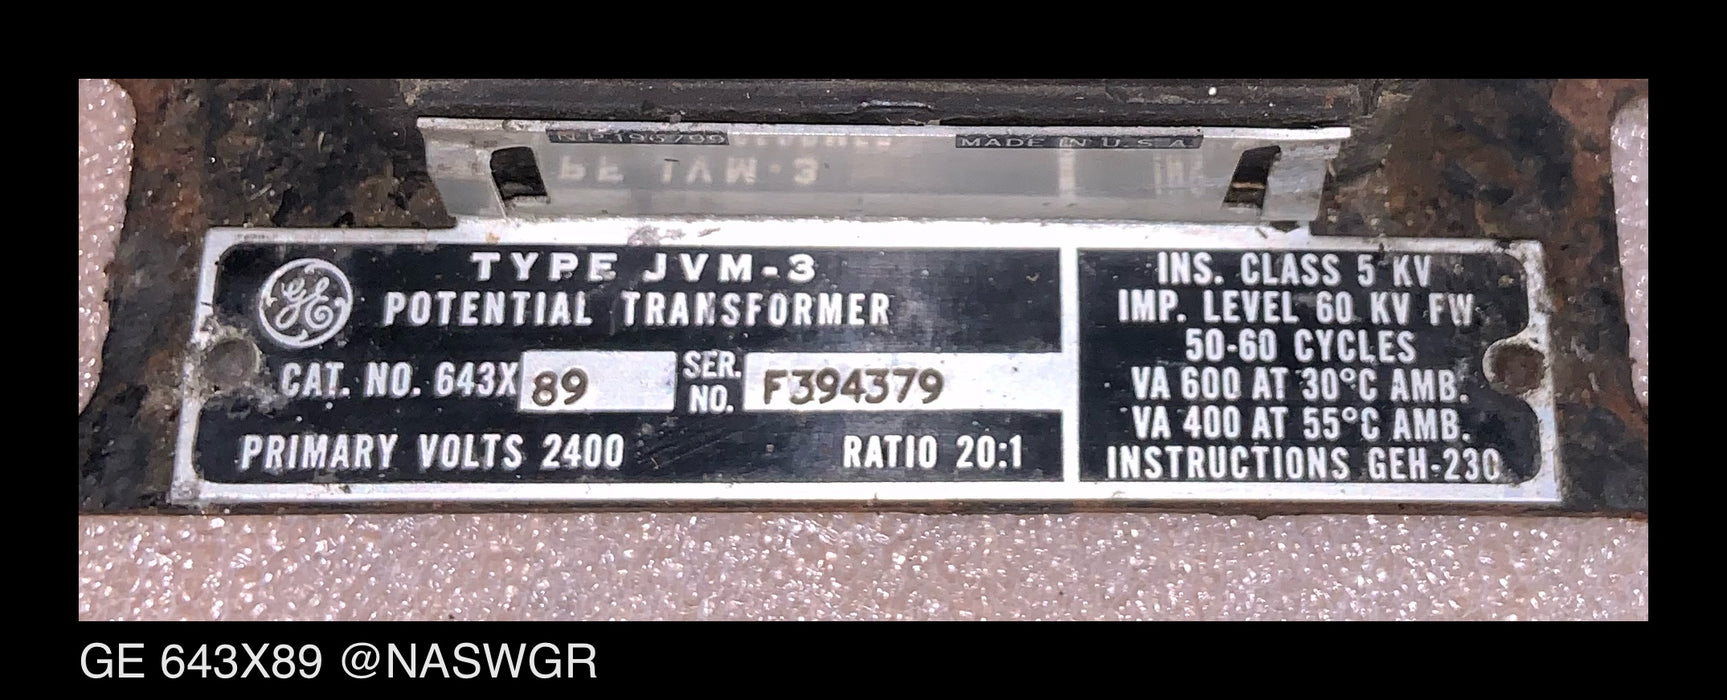 MADE IN U.S.A.
TYPE JVM-3
GE
POTENTIAL TRANSFORMER
CAT. NO. 643X 89
SER. NO. F394379
PRIMARY VOLTS 2400
RATIO 20:1
INS. CLASS 5 KV
IMP. LEVEL 60 KV FW
50-60 CYCLES
VA 600 AT 30°C AMB.
VA 400 AT 55°C AMB.
INSTRUCTIONS GEH-230
GE 643X89 @NASWGR